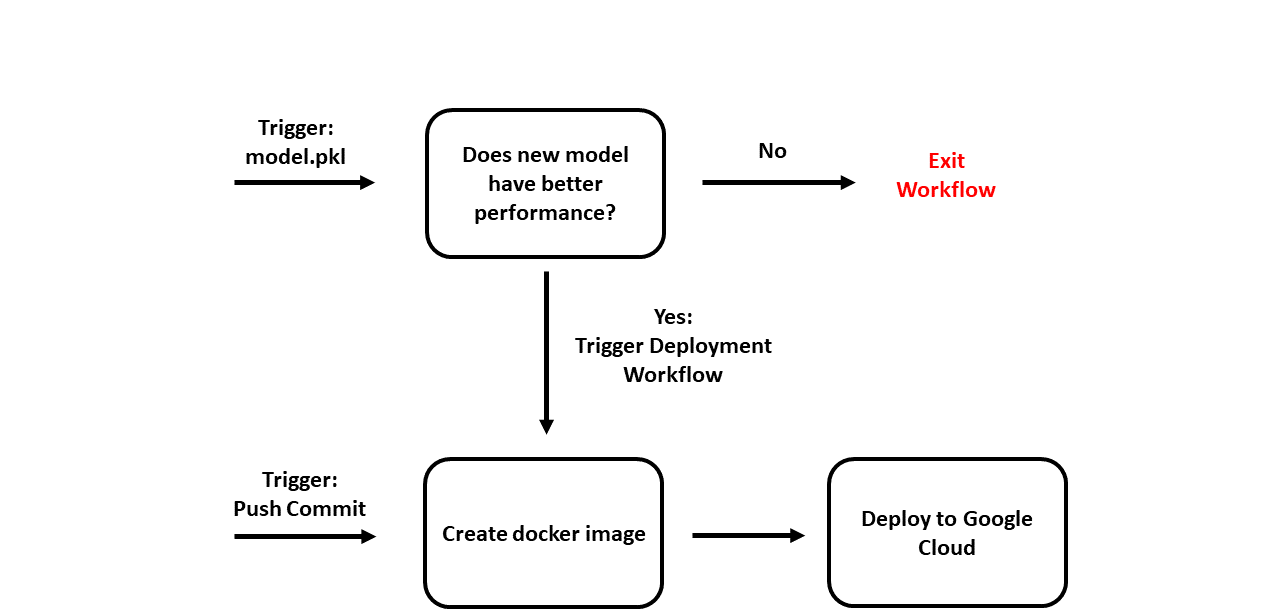 Trigger:
model.pkl
Does new model
have better
performance?
No
Exit
Workflow
Yes:
Trigger Deployment
Workflow
Trigger:
Push Commit
Create docker image
Deploy to Google
Cloud